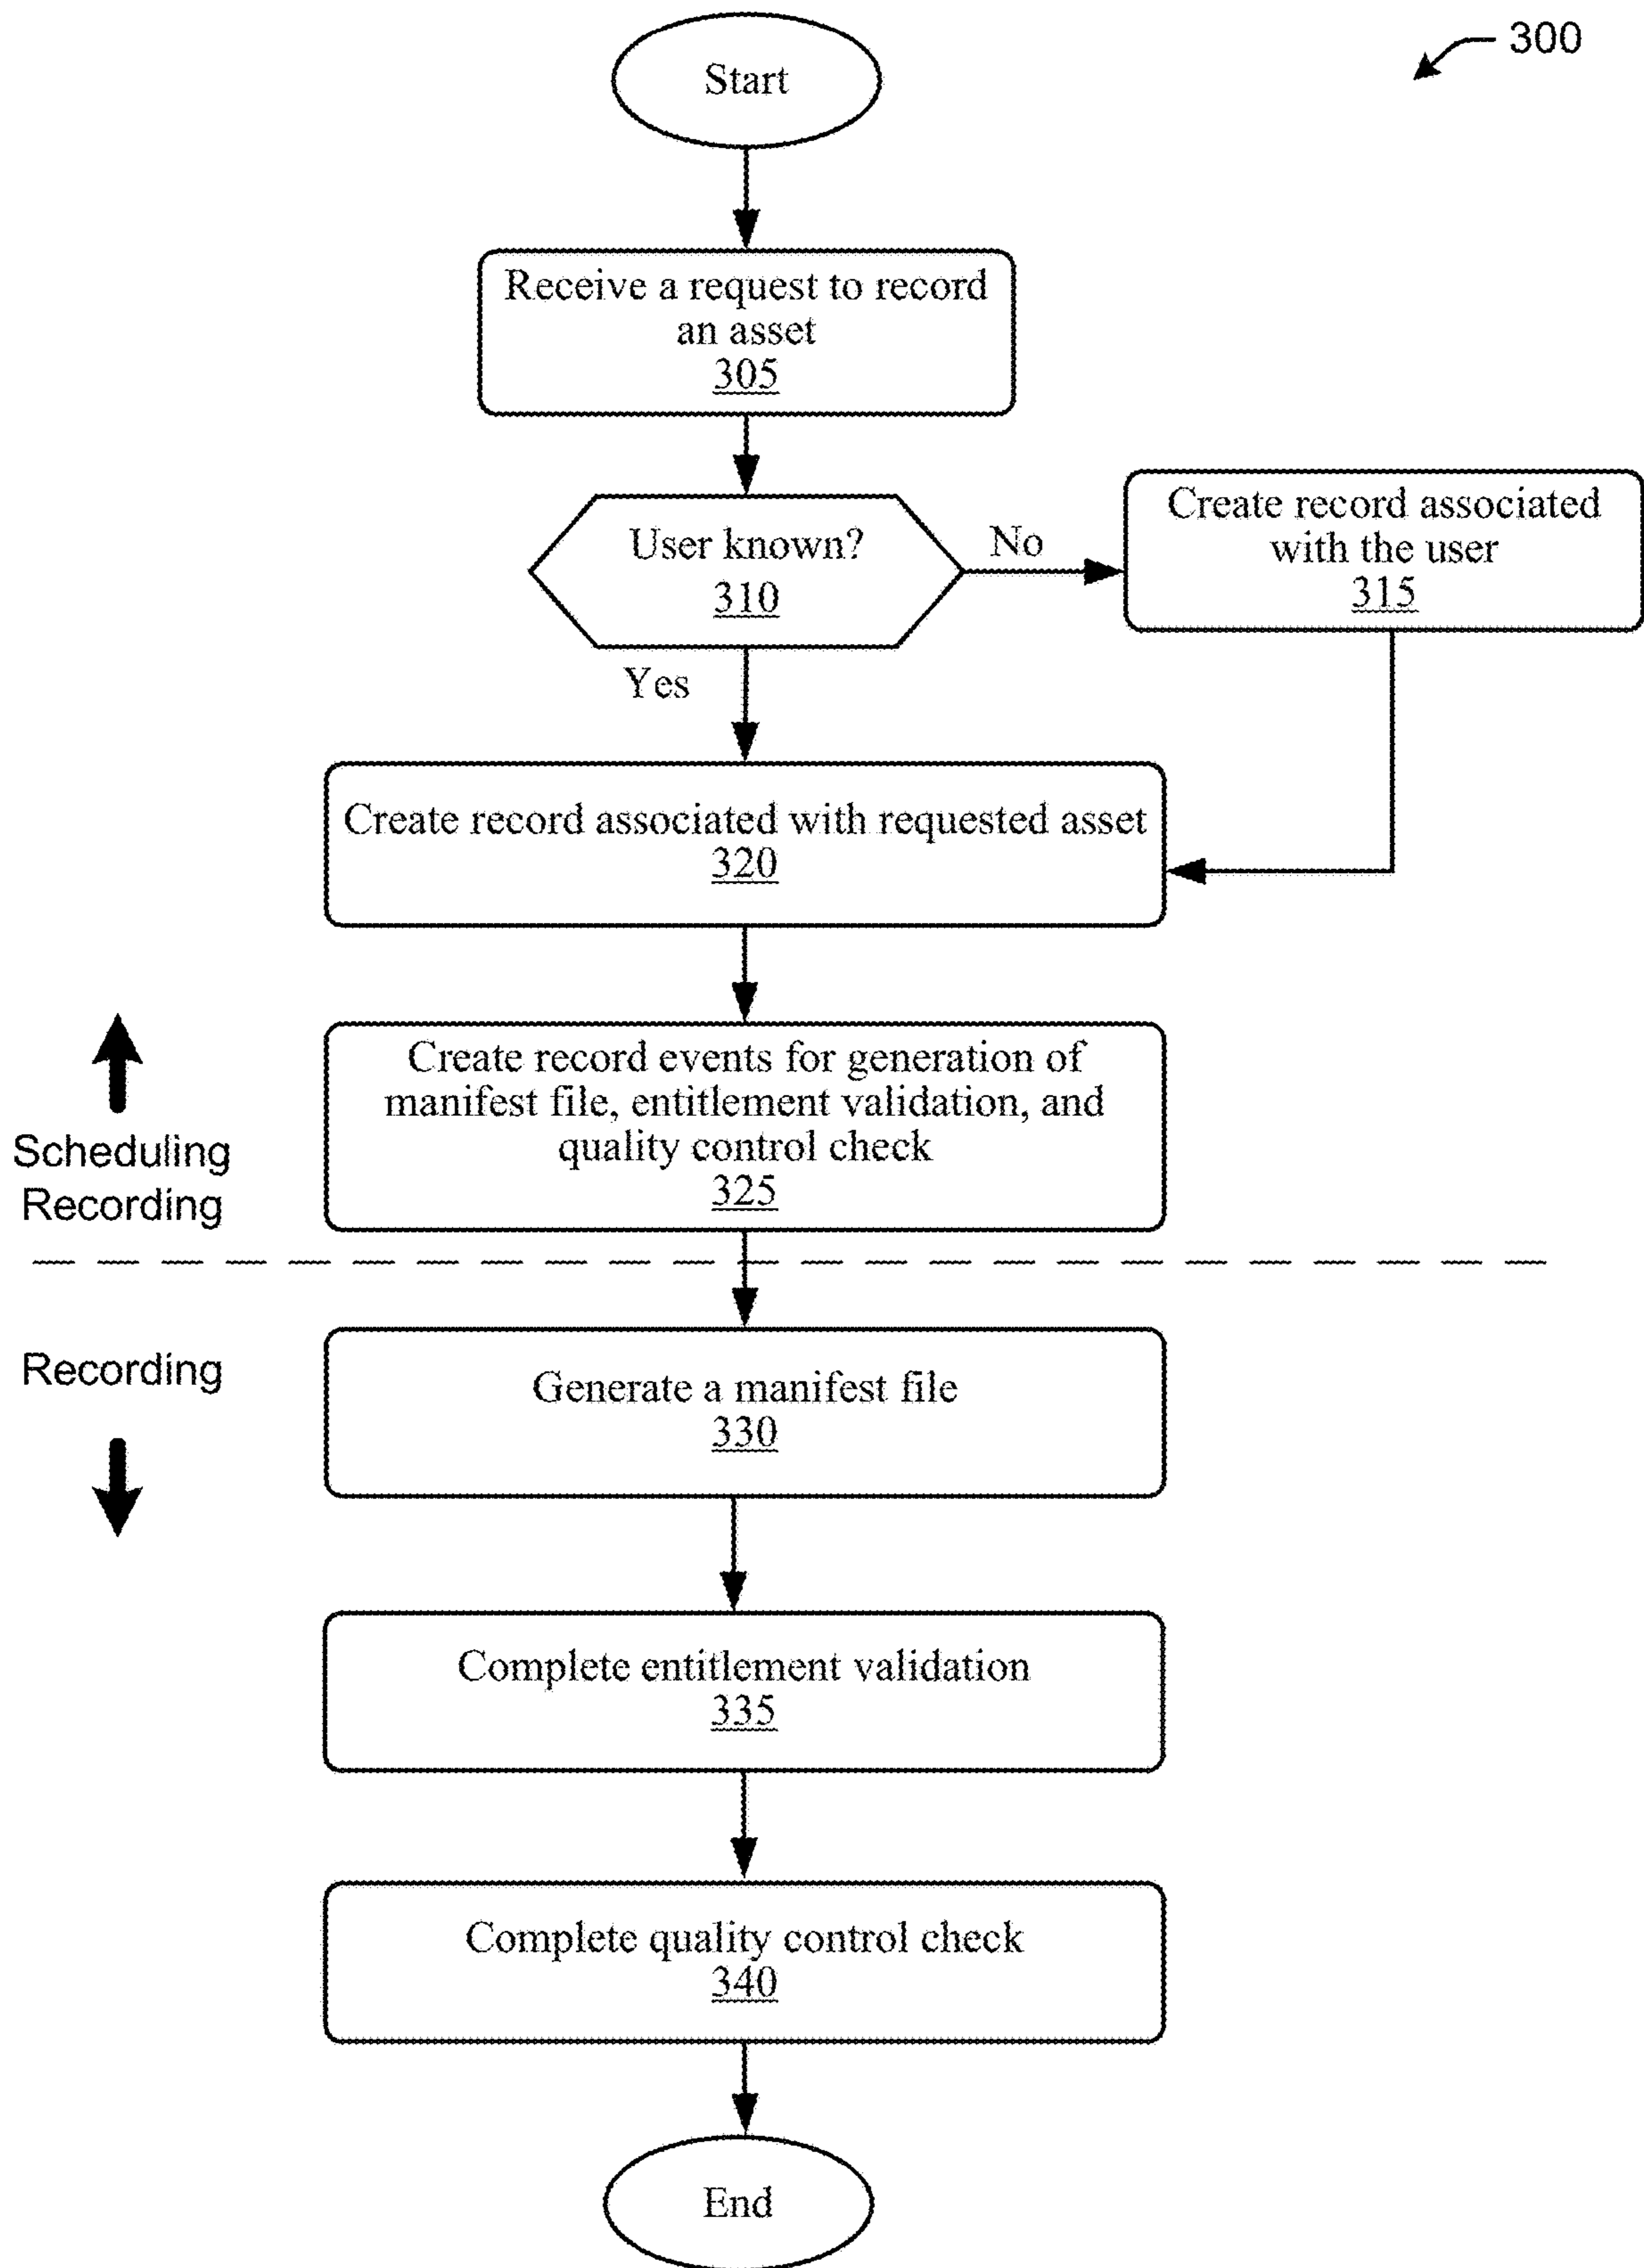 300
Start
Receive a request to record
an asset
305
User known?
310
No
Create record associated
with the user
315
Yes
Create record associated with requested asset
320
Create record events for generation of
manifest file, entitlement validation, and
quality control check
325
Scheduling
Recording
Recording
Generate a manifest file
330
Complete entitlement validation
335
Complete quality control check
340
End